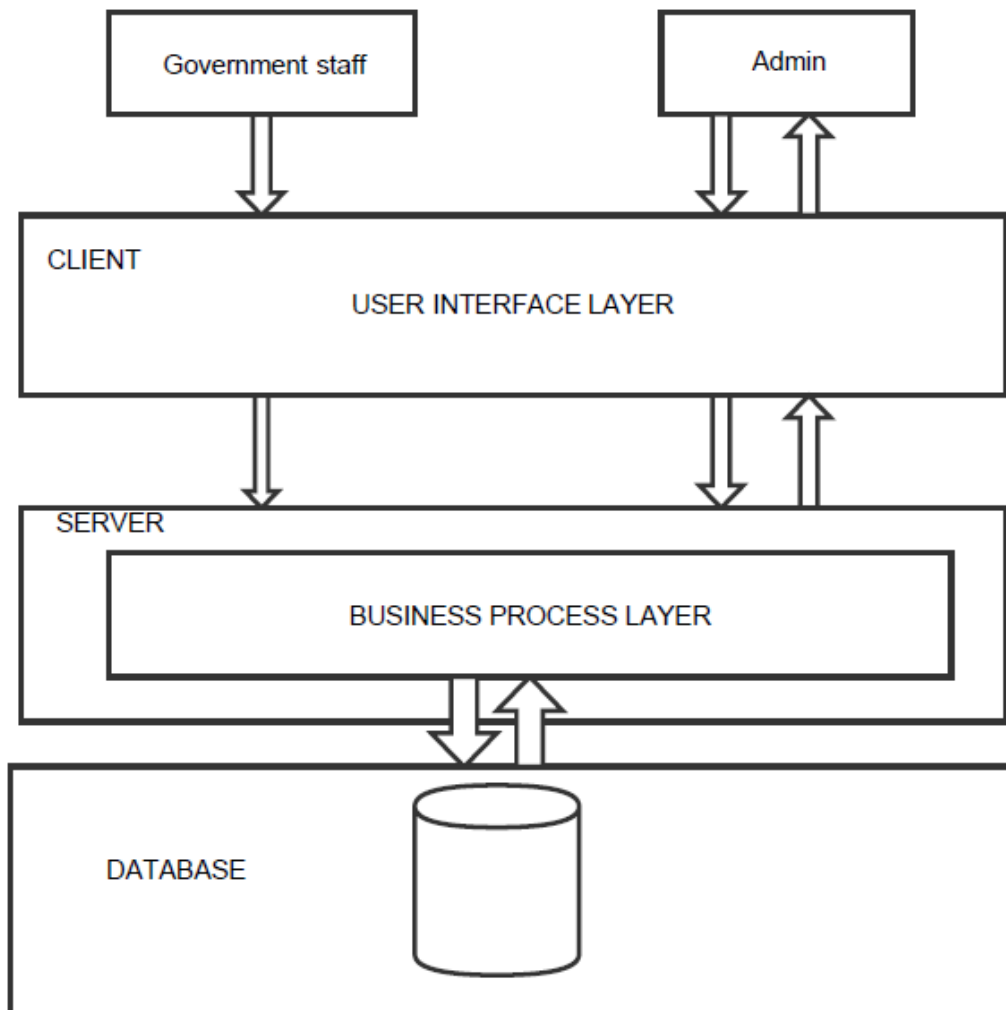 Government staff
Admin
CLIENT
USER INTERFACE LAYER
SERVER
BUSINESS PROCESS LAYER
DATABASE